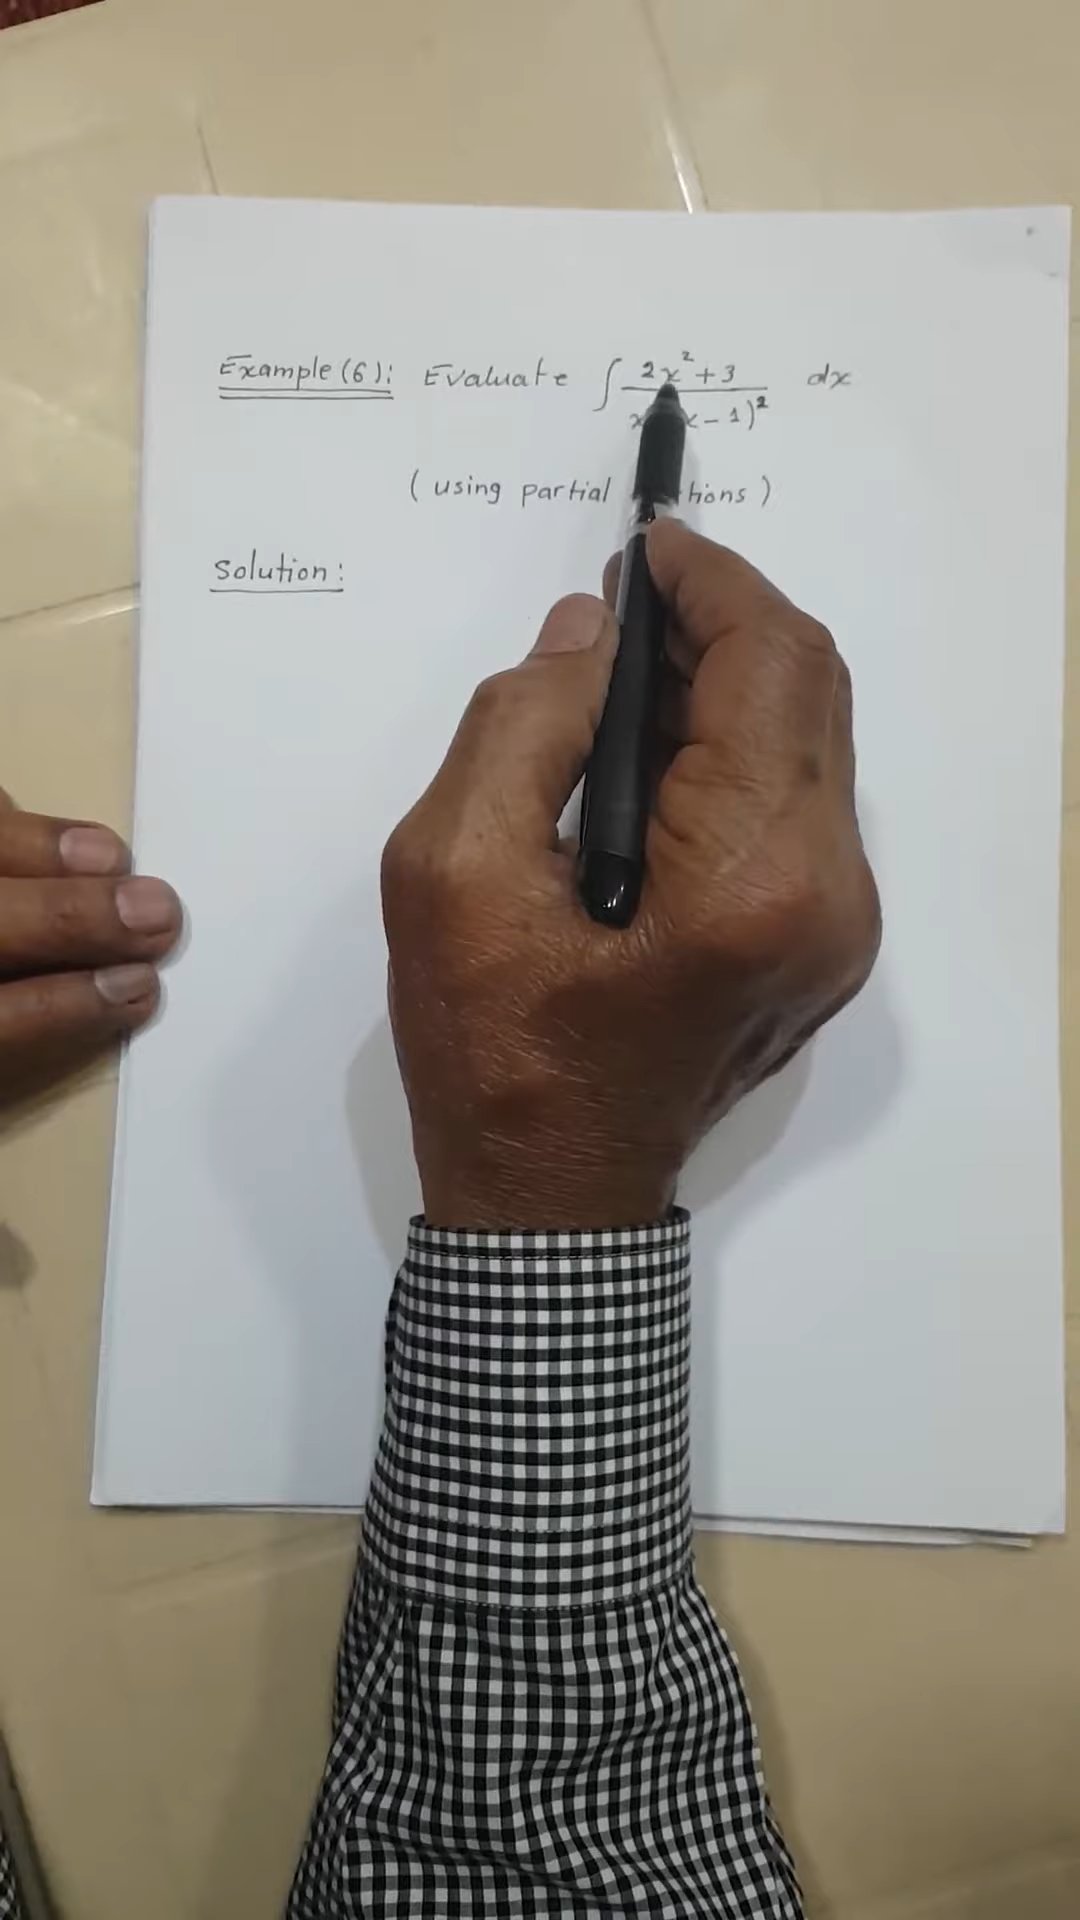 Example (6): Evaluate ∫ (2x² + 3) / (x x - 1)² dx
(using partial tions)
Solution: